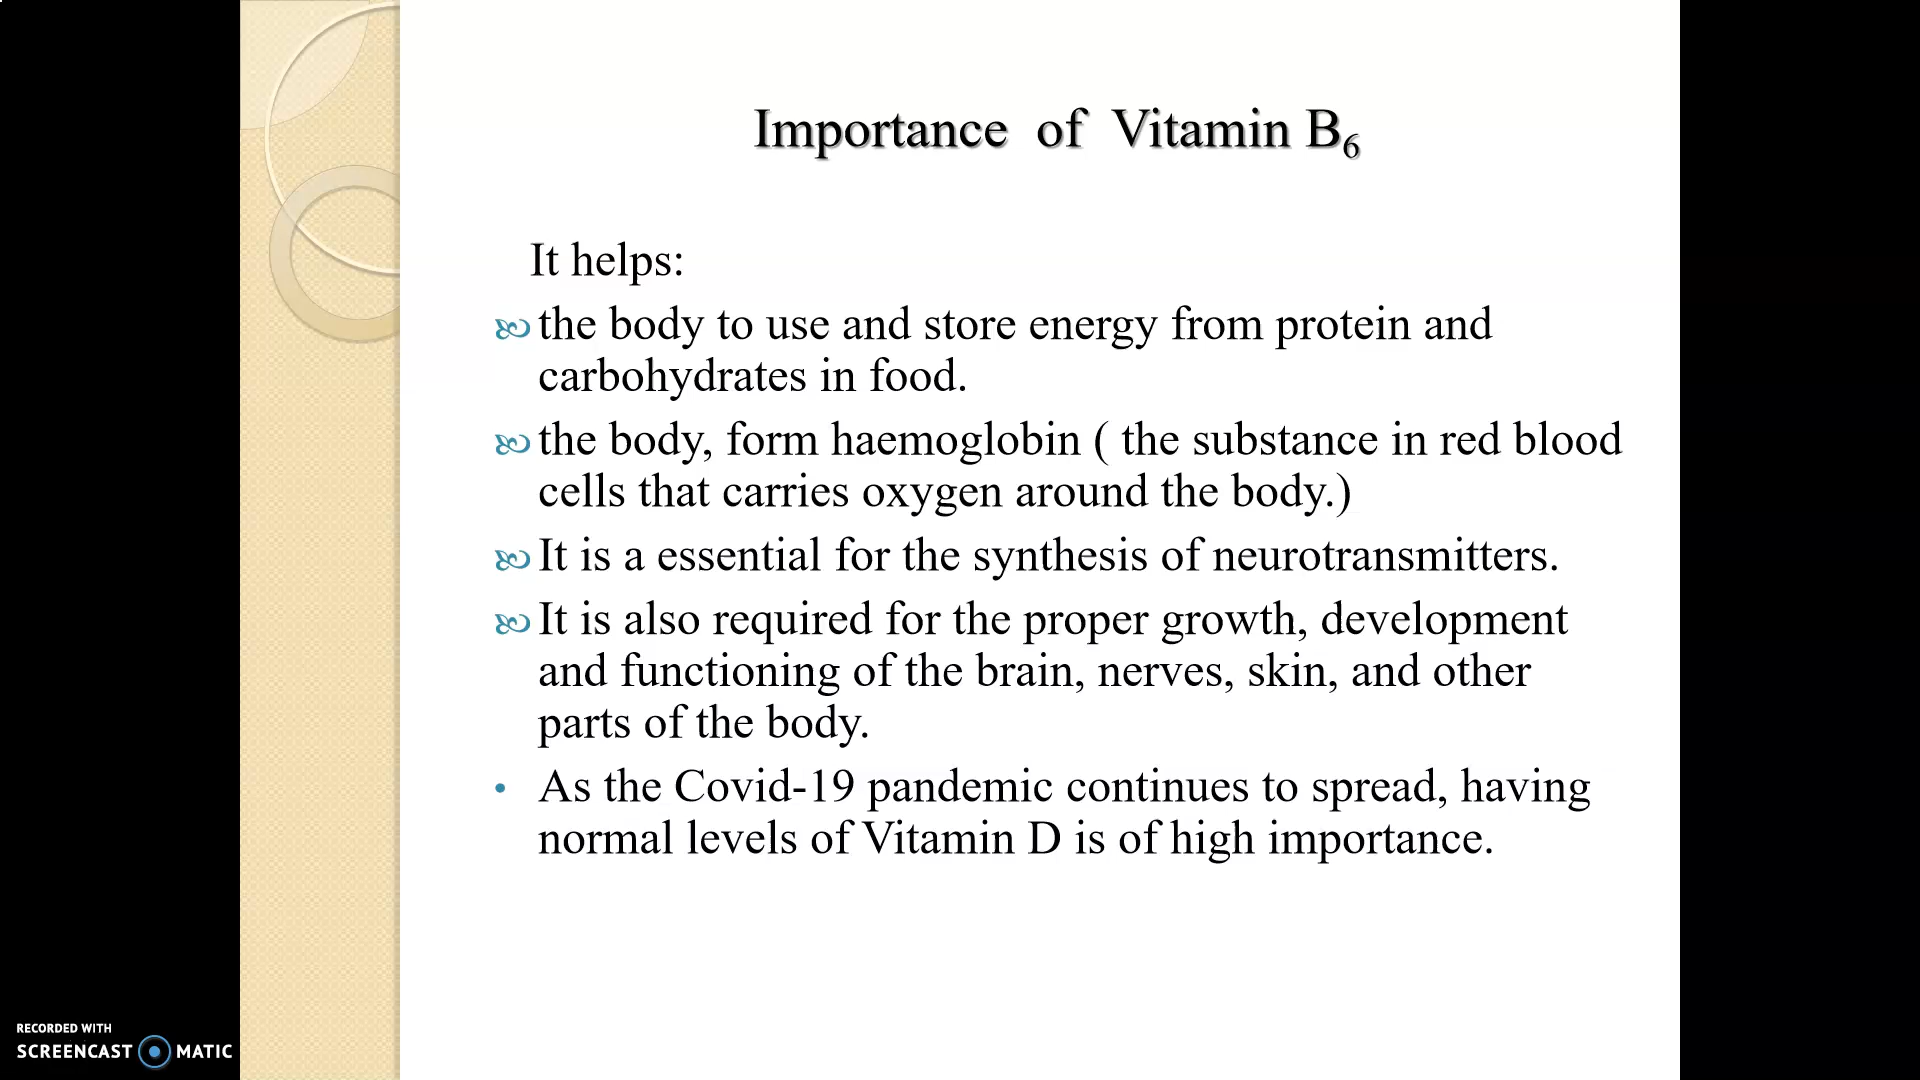 Importance of Vitamin B₆
It helps:
the body to use and store energy from protein and
carbohydrates in food.
the body, form haemoglobin ( the substance in red blood
cells that carries oxygen around the body.)
It is a essential for the synthesis of neurotransmitters.
It is also required for the proper growth, development
and functioning of the brain, nerves, skin, and other
parts of the body.
• As the Covid-19 pandemic continues to spread, having
normal levels of Vitamin D is of high importance.
RECORDED WITH
SCREENCAST MATIC